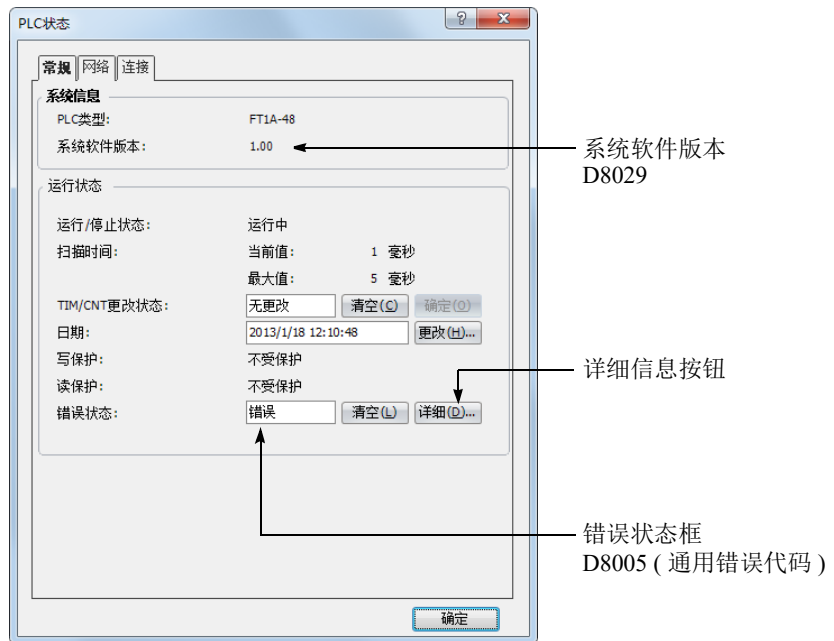 PLC状态
常规 网络 连接
系统信息
PLC类型: FT1A-48
系统软件版本: 1.00
系统软件版本
D8029
运行状态
运行/停止状态: 运行中
扫描时间: 当前值: 1 毫秒
最大值: 5 毫秒
TIM/CNT更改状态: 无更改 清空(C) 确定(O)
日期: 2013/1/18 12:10:48 更改(H)...
写保护: 不受保护
详细信息按钮
读保护: 不受保护
错误状态: 错误 清空(L) 详细(D)...
错误状态框
D8005 ( 通用错误代码 )
确定